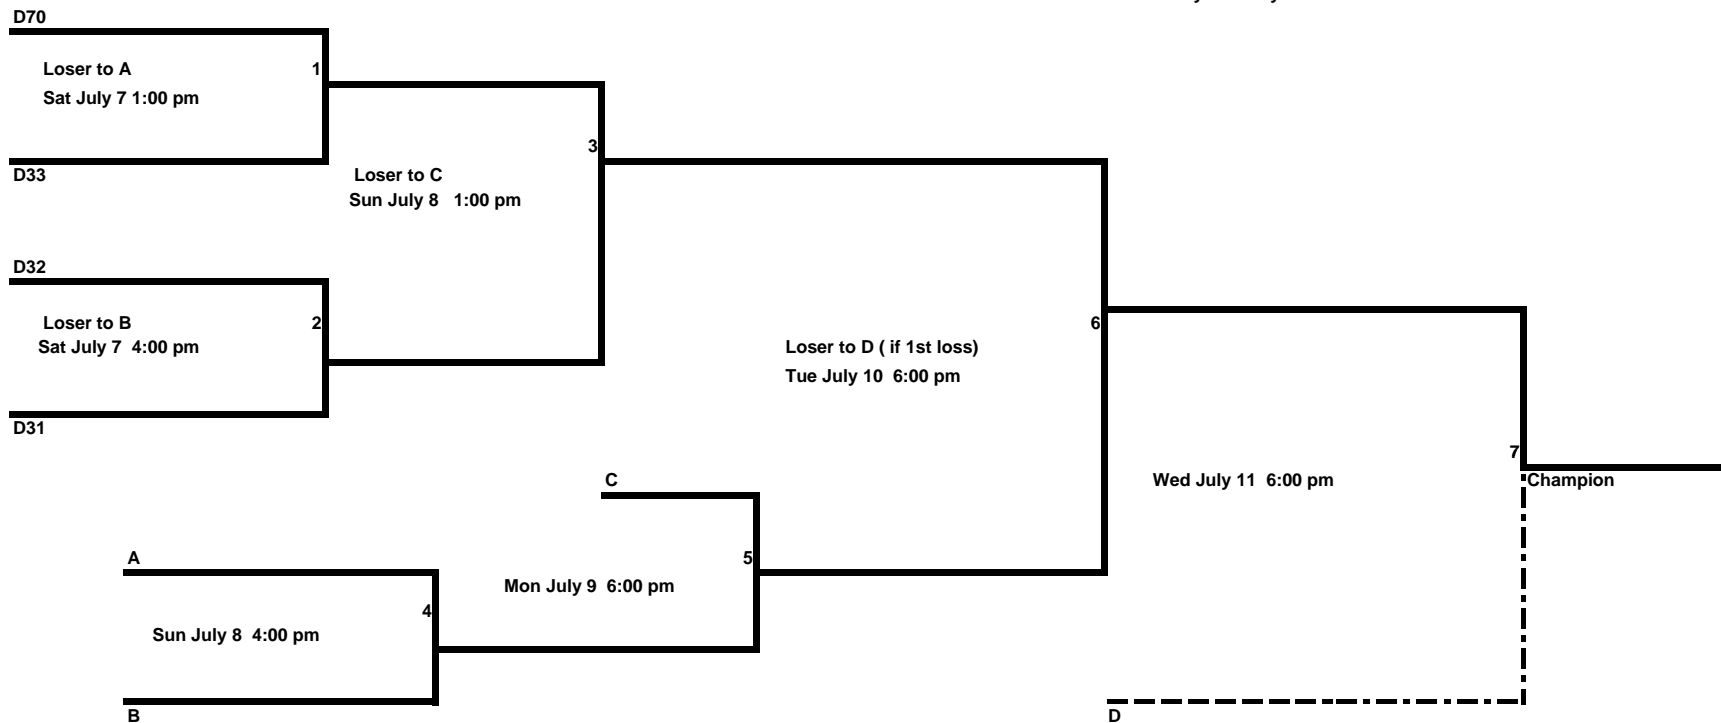 D70
Loser to A
1
Sat July 7 1:00 pm
3
D33
Loser to C
Sun July 8 1:00 pm
D32
Loser to B
2
6
Sat July 7 4:00 pm
Loser to D ( if 1st loss)
Tue July 10 6:00 pm
D31
7
C
Wed July 11 6:00 pm
Champion
A
5
Mon July 9 6:00 pm
4
Sun July 8 4:00 pm
B
D